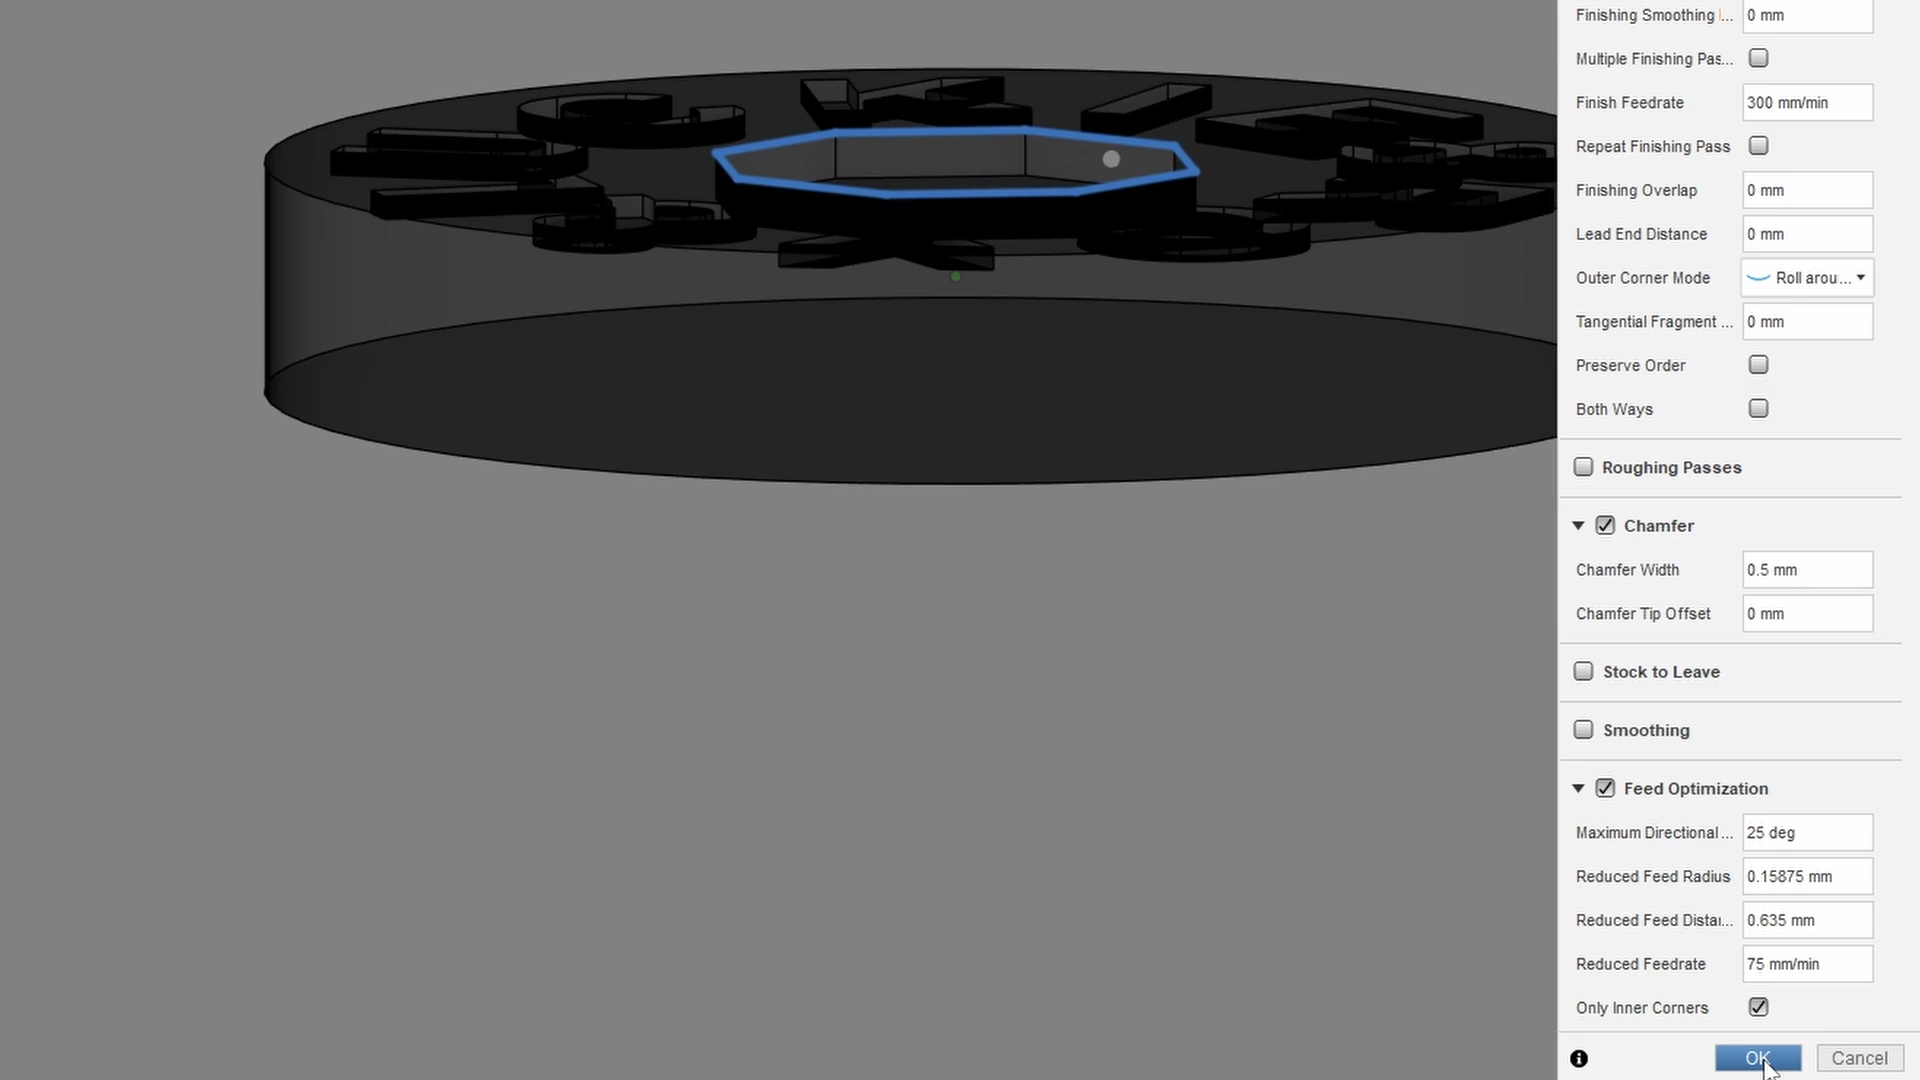 Finishing Smoothing ... 0 mm
Multiple Finishing Pas...
Finish Feedrate 300 mm/min
Repeat Finishing Pass
Finishing Overlap 0 mm
Lead End Distance 0 mm
Outer Corner Mode Roll arou...
Tangential Fragment ... 0 mm
Preserve Order
Both Ways
Roughing Passes
Chamfer
Chamfer Width 0.5 mm
Chamfer Tip Offset 0 mm
Stock to Leave
Smoothing
Feed Optimization
Maximum Directional ... 25 deg
Reduced Feed Radius 0.15875 mm
Reduced Feed Distan... 0.635 mm
Reduced Feedrate 75 mm/min
Only Inner Corners
OK Cancel